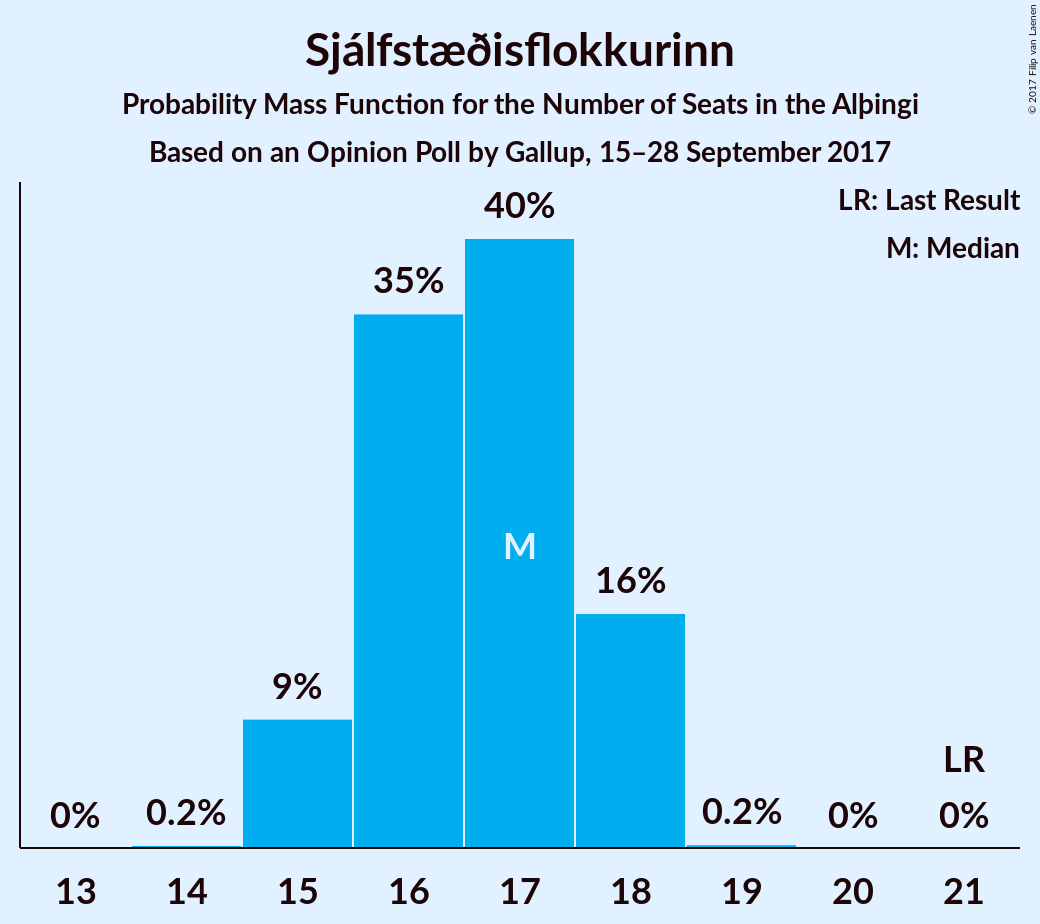 Sjálfstæðisflokkurinn
Probability Mass Function for the Number of Seats in the Alþingi
Based on an Opinion Poll by Gallup, 15–28 September 2017
© 2017 Filip van Laenen
LR: Last Result
M: Median
40%
35%
M
16%
9%
LR
0%
0.2%
0.2%
0%
0%
13 14 15 16 17 18 19 20 21